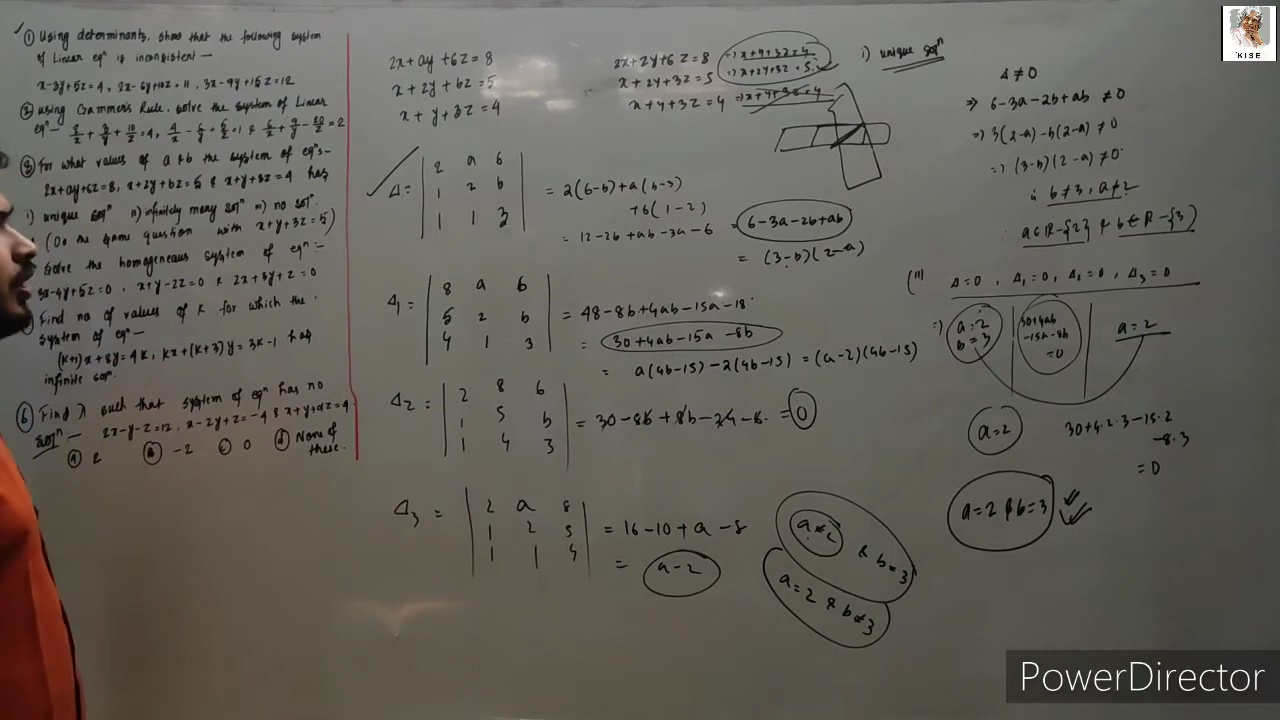 ① Using determinants, show that the following system
of Linear eqⁿ is inconsistent —
x-3y+5z=4, 2x-6y+10z=11, 3x-9y+15z=12
② Using Crammer's Rule, solve the system of Linear
③ For what values of a & b the system of eqⁿs-
2x+ay+6z=8, x+2y+bz=5 & x+y+3z=4 has
i) unique solⁿ ii) infinitely many solⁿ iii) no solⁿ.
(Do the same question with x+y+3z=5)
Solve the homogeneous system of eqⁿ:-
3x-4y+5z=0, x+y-2z=0 & 2x+3y+z=0
Find no of values of K for which the
system of eqⁿ—
(k+1)x+8y=4k, kx+(k+3)y=3k-1 has
infinite solⁿ.
⑥ Find λ such that system of eqⁿ has no
solⁿ— 2x-y-z=12, x-2y+z=-4 & x+y+λz=4
ⓐ 2 ⓑ -2 ⓒ 0 ⓓ None of
these.
2x+ay+6z=8
x+2y+bz=5
x+y+3z=4
2x+2y+6z=8 ⇒ x+y+3z=4
x+2y+3z=5 ⇒ x+2y+3z=5
x+y+3z=4 ⇒ x+y+3z=4
Δ= 2 a 6
1 2 b
1 1 3
= 2(6-b)+a(b-3)
+6(1-2)
= 12-2b+ab-3a-6 = 6-3a-2b+ab
= (3-b)(2-a)
Δ₁ = 8 a 6
5 2 b
4 1 3
= 48-8b+4ab-15a-18
= 30+4ab-15a-8b
= a(4b-15)-2(4b-15) = (a-2)(4b-15)
Δ₂ = 2 8 6
1 5 b
1 4 3
= 30-8b+8b-24-6 = 0
Δ₃ = 2 a 8
1 2 5
1 1 4
= 16-10+a-8
= a-2
a≠2 & b=3
a=2 & b≠3
i) unique solⁿ
Δ≠0
⇒ 6-3a-2b+ab ≠0
⇒ 3(2-a)-b(2-a)≠0
⇒ (3-b)(2-a)≠0
∴ b≠3, a≠2
a∈R-{2} & b∈R-{3}
(ii) Δ=0, Δ₁=0, Δ₂=0, Δ₃=0
⇒ a=2
b=3
30+4ab
-15a-8b
=0
a=2
a=2
30+4·2·3-15·2
-8·3
=0
a=2 & b=3
KISE
PowerDirector